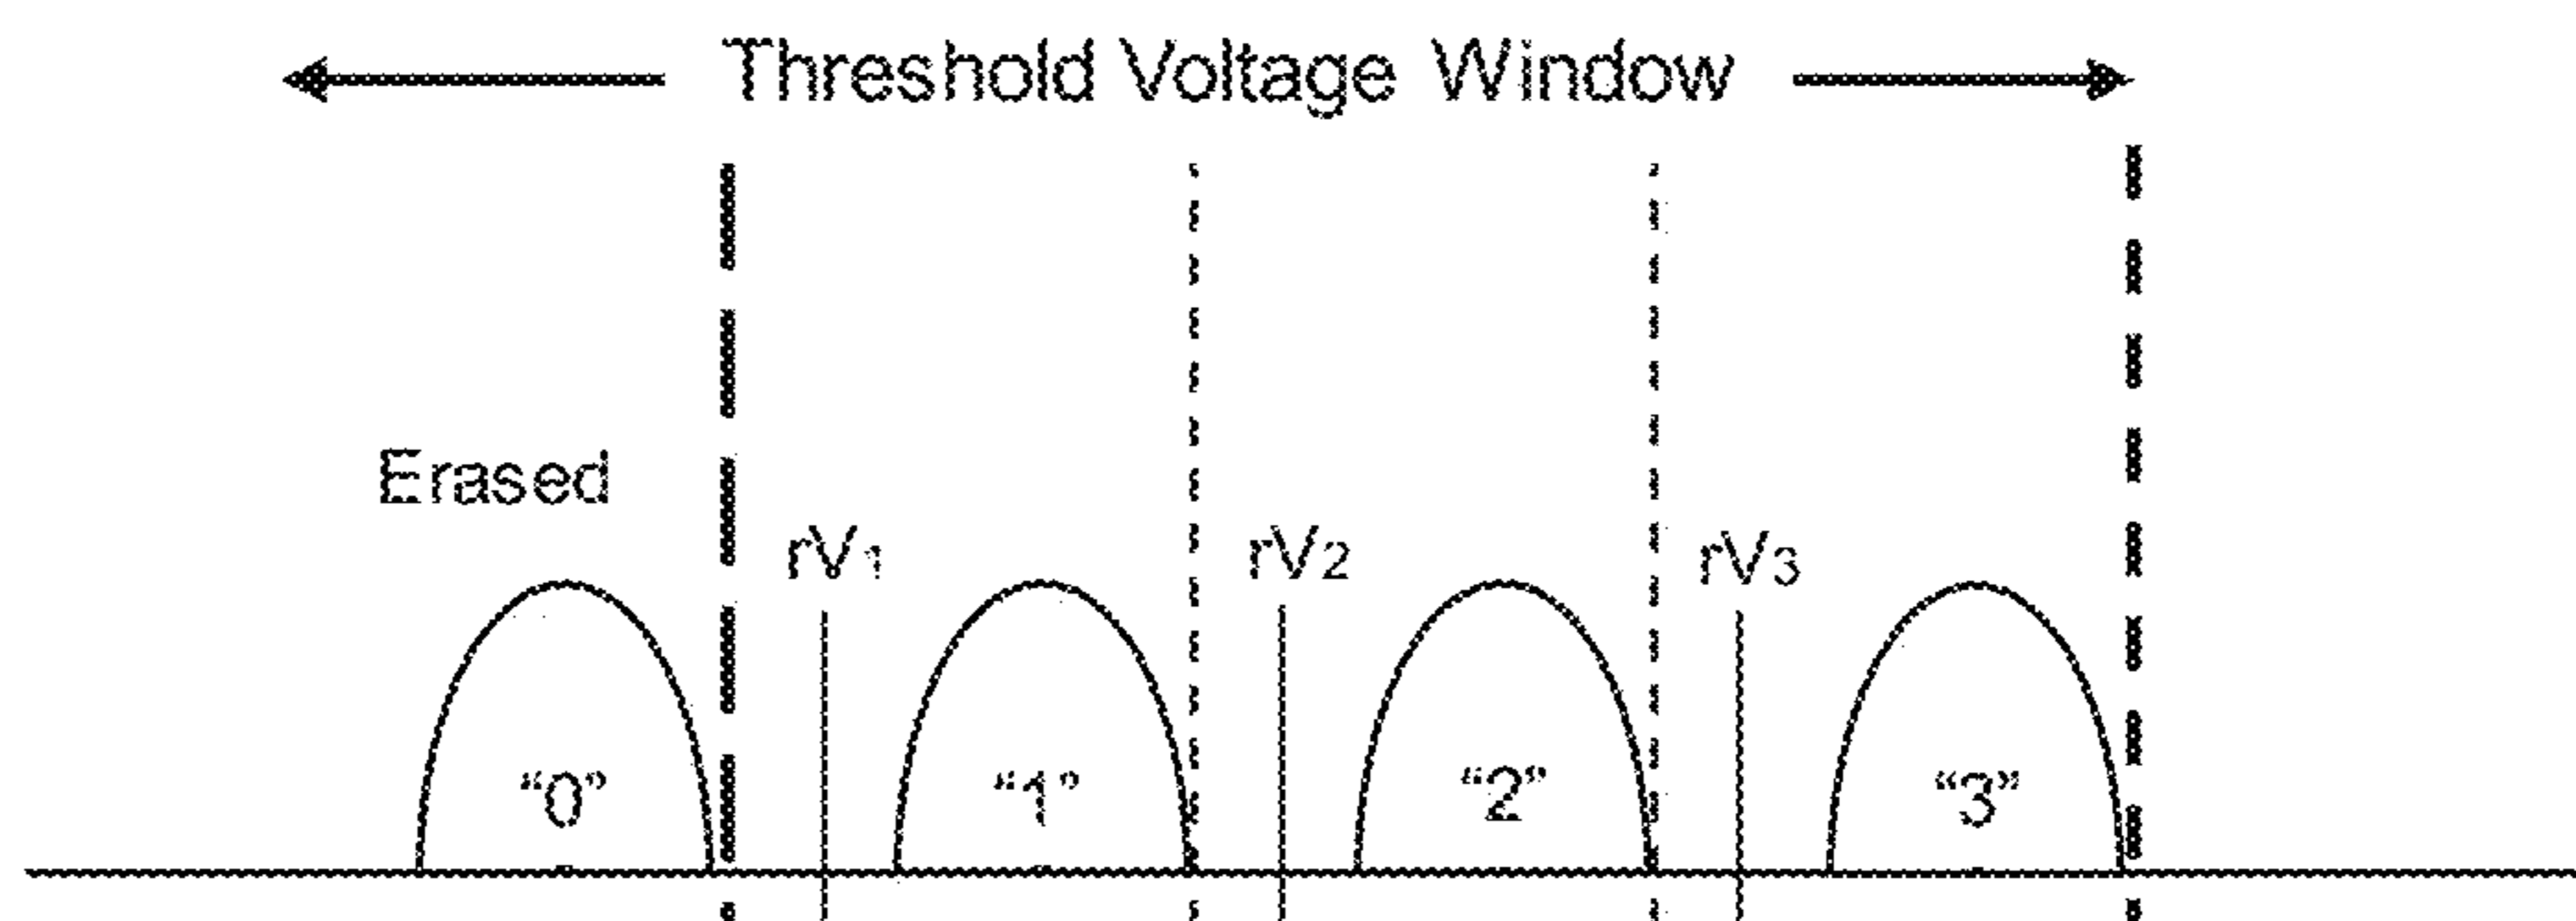 Threshold Voltage Window
Erased
rV1 rV2 rV3
“0” “1” “2” “3”